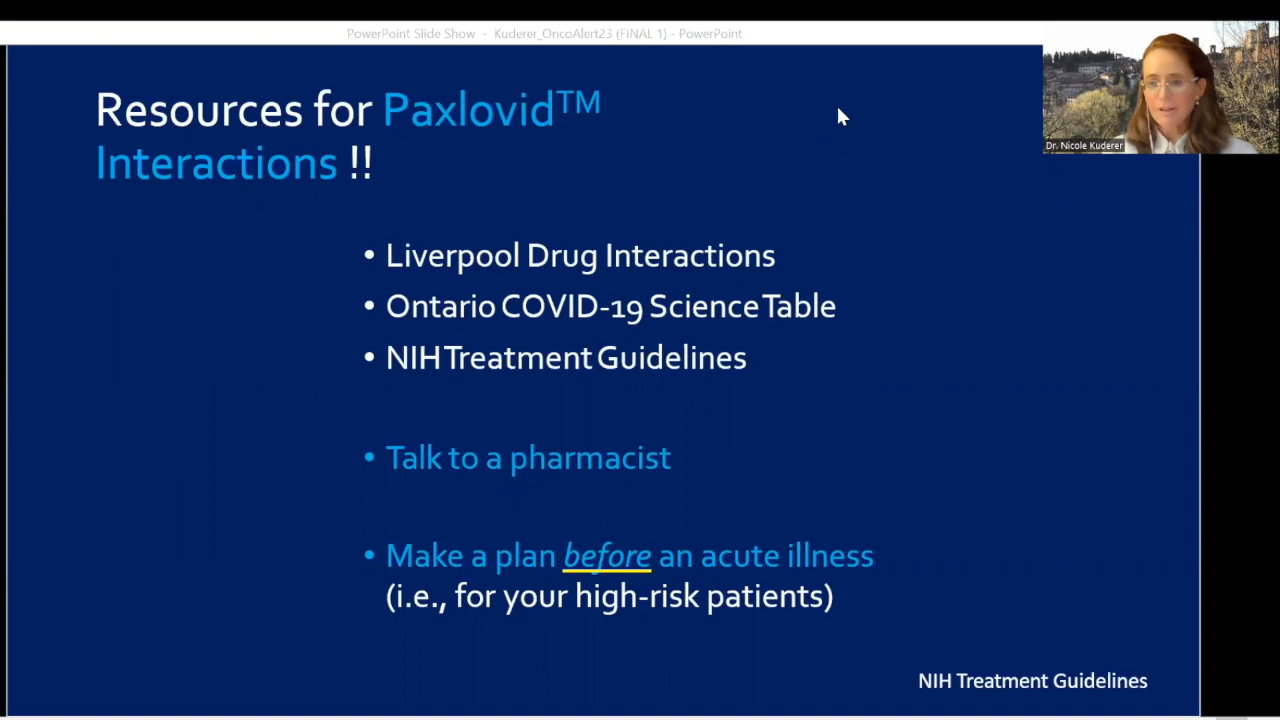 PowerPoint Slide Show - Kuderer_OncoAlert23 (FINAL 1) - PowerPoint
Resources for Paxlovid™
Interactions !!
Dr. Nicole Kuderer
• Liverpool Drug Interactions
• Ontario COVID-19 Science Table
• NIH Treatment Guidelines
• Talk to a pharmacist
• Make a plan before an acute illness
(i.e., for your high-risk patients)
NIH Treatment Guidelines